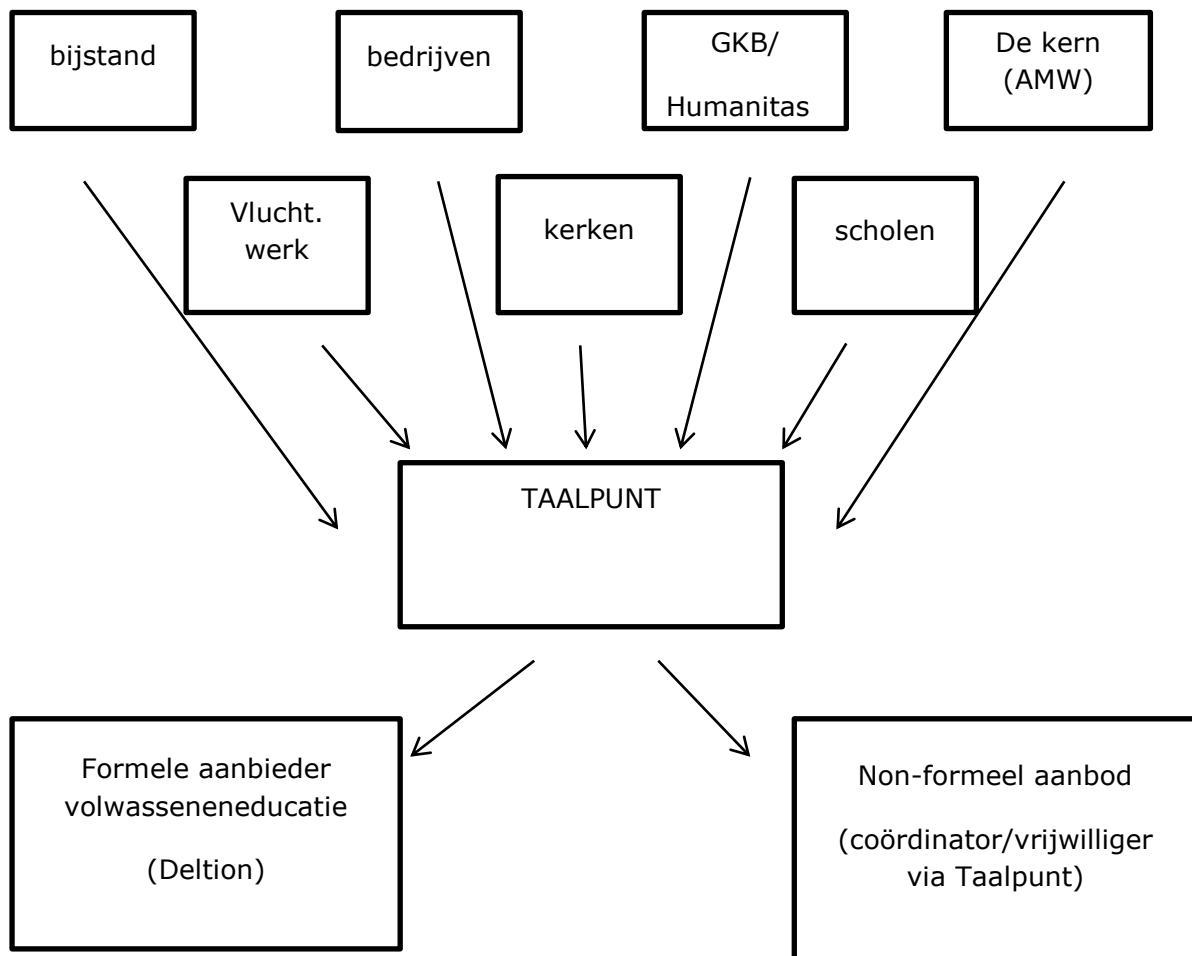 bijstand
bedrijven
GKB/
Humanitas
De kern
(AMW)
Vlucht.
werk
kerken
scholen
TAALPUNT
Formele aanbieder
volwasseneneducatie
(Deltion)
Non-formeel aanbod
(coördinator/vrijwilliger
via Taalpunt)